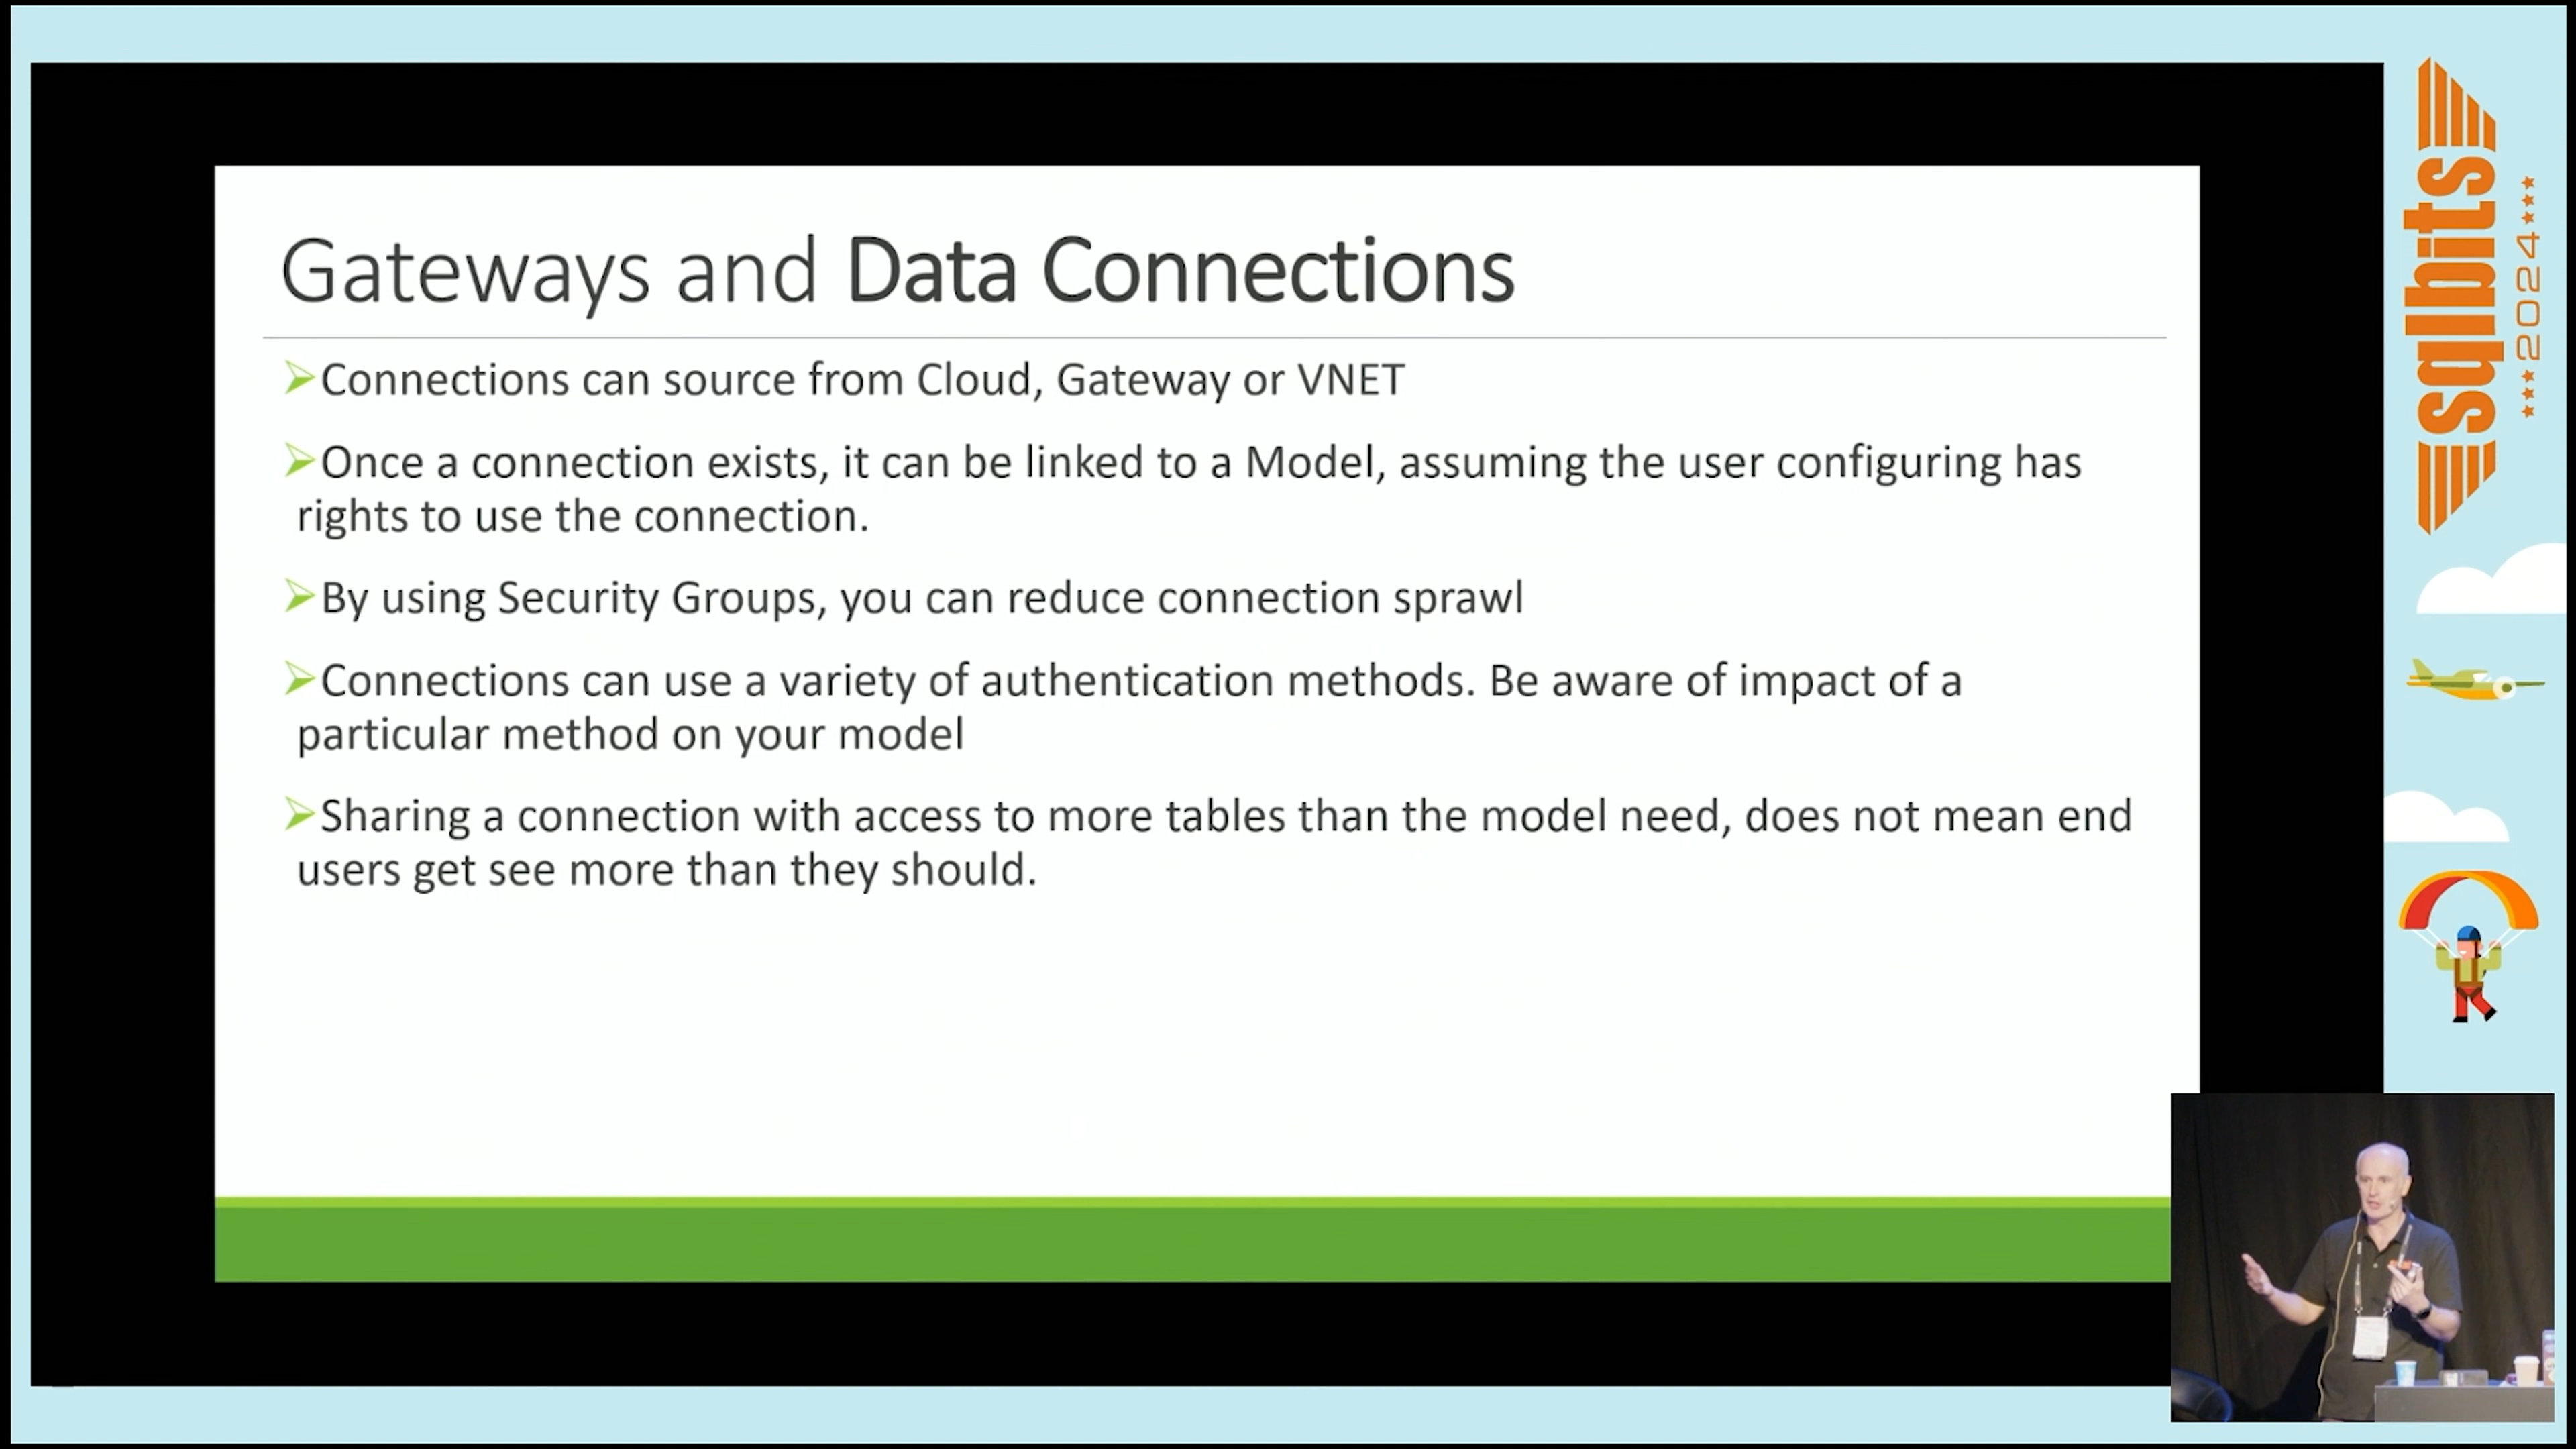 Gateways and Data Connections
Connections can source from Cloud, Gateway or VNET
Once a connection exists, it can be linked to a Model, assuming the user configuring has
rights to use the connection.
By using Security Groups, you can reduce connection sprawl
Connections can use a variety of authentication methods. Be aware of impact of a
particular method on your model
Sharing a connection with access to more tables than the model need, does not mean end
users get see more than they should.
sqlbits
2024